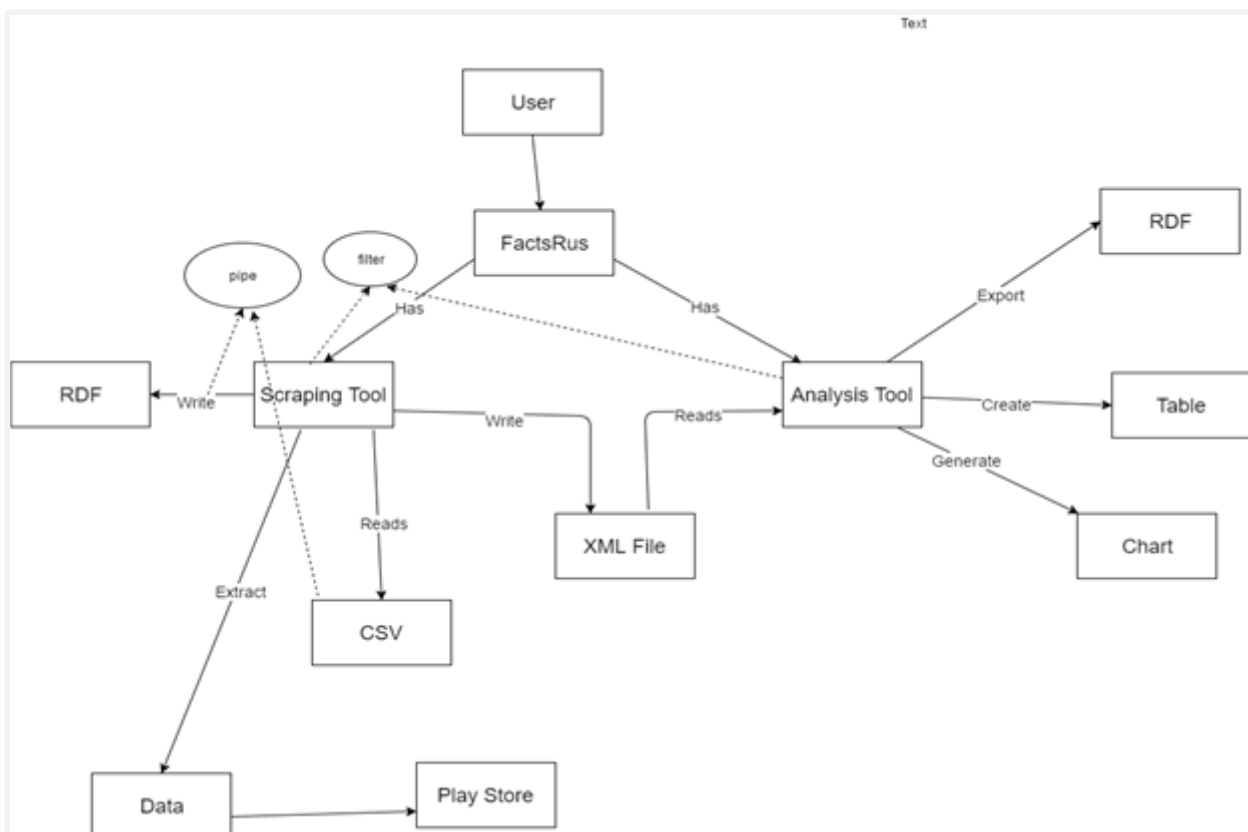 Text
User
RDF
FactsRus
filter
pipe
Export
Has
Has
RDF
Write
Scraping Tool
Analysis Tool
Table
Reads
Create
Write
Generate
Reads
XML File
Chart
Extract
CSV
Data
Play Store